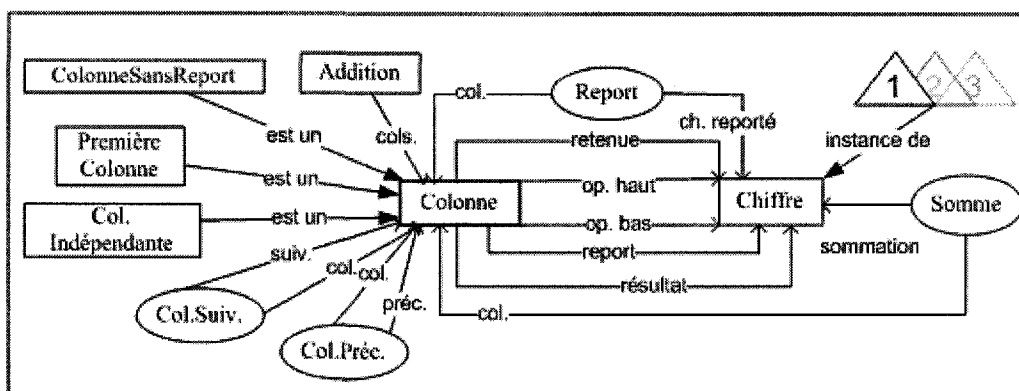 ColonneSansReport
Addition
Report
1
2
3
col.
ch. reporté
est un
cols.
retenue
instance de
Première
Colonne
est un
op. haut
Colonne
Chiffre
Somme
Col.
Indépendante
est un
op. bas
suiv.
col.
col.
report
sommation
préc.
résultat
Col.Suiv.
col.
Col.Préc.